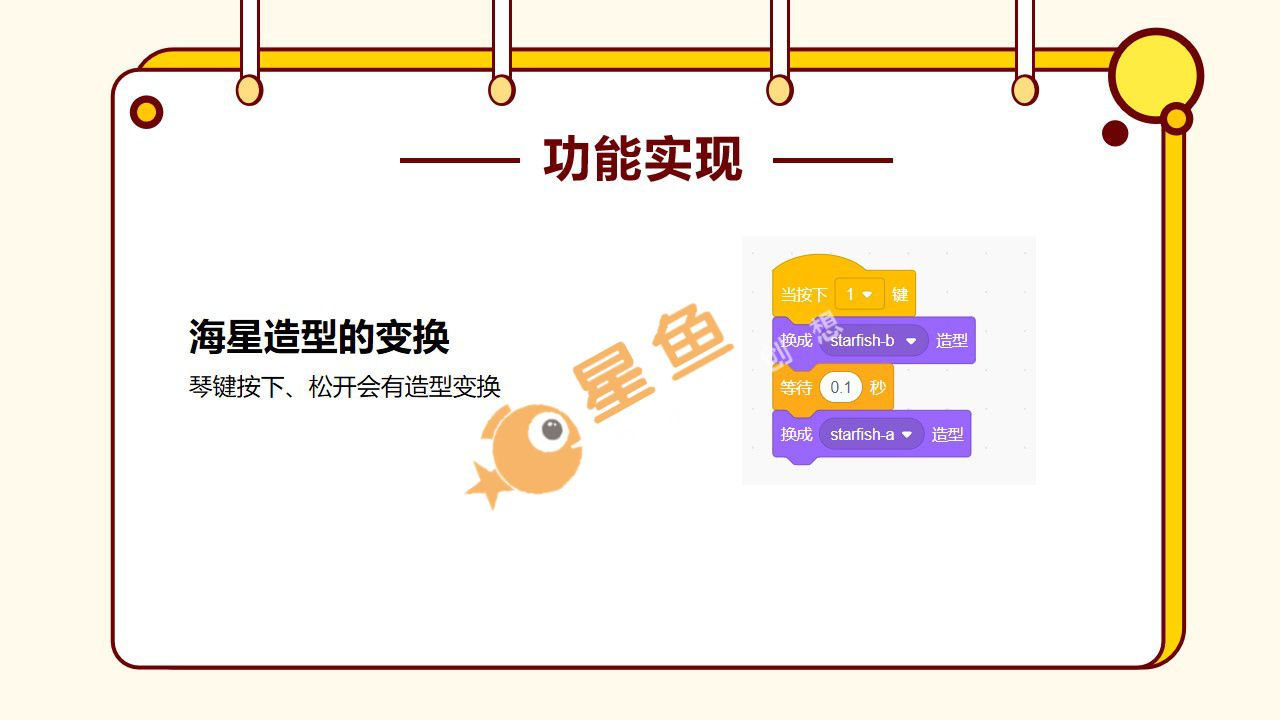 功能实现
海星造型的变换
琴键按下、松开会有造型变换
星鱼
创想
当按下 1 键
换成 starfish-b 造型
等待 0.1 秒
换成 starfish-a 造型